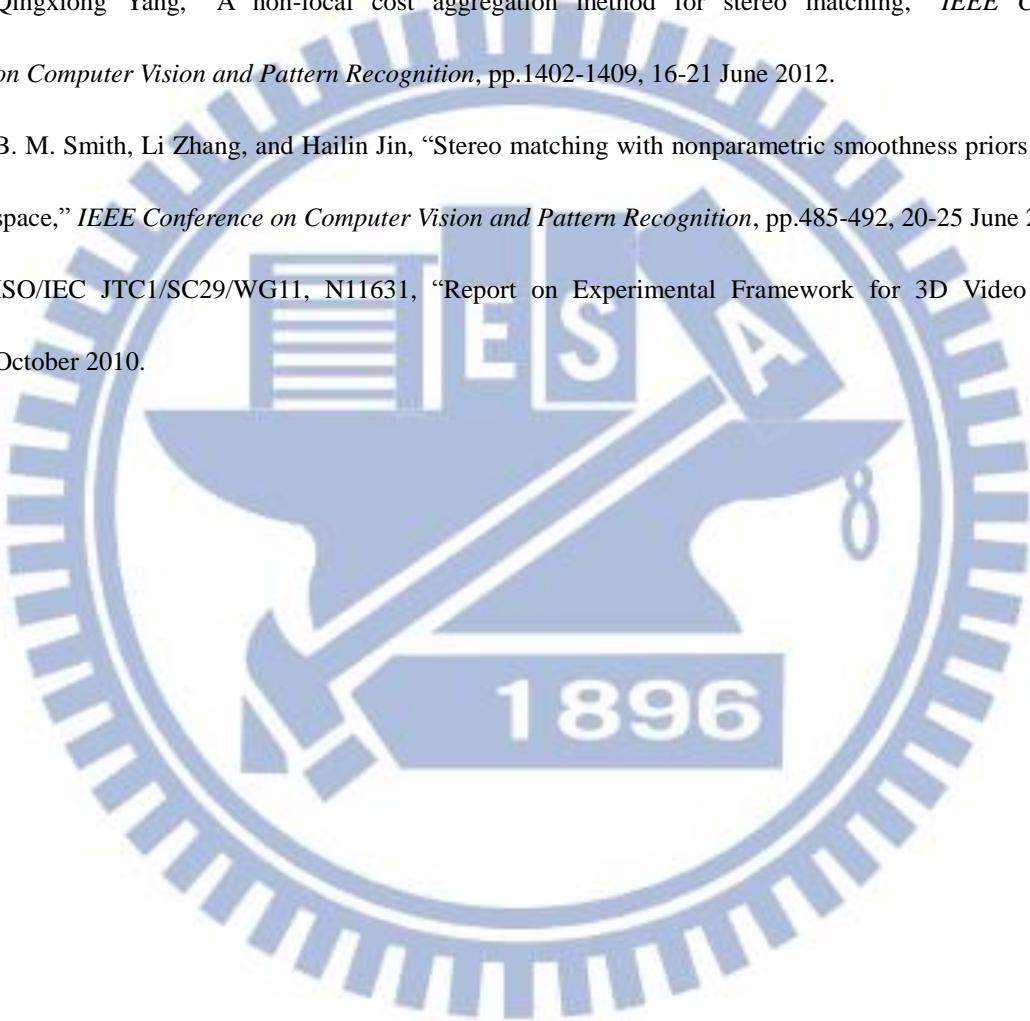 Qingxiong Yang, "A non-local cost aggregation method for stereo matching," IEEE C
on Computer Vision and Pattern Recognition, pp.1402-1409, 16-21 June 2012.
B. M. Smith, Li Zhang, and Hailin Jin, “Stereo matching with nonparametric smoothness priors
space,” IEEE Conference on Computer Vision and Pattern Recognition, pp.485-492, 20-25 June 2
ISO/IEC JTC1/SC29/WG11, N11631, “Report on Experimental Framework for 3D Video
October 2010.
E S A
8
1896